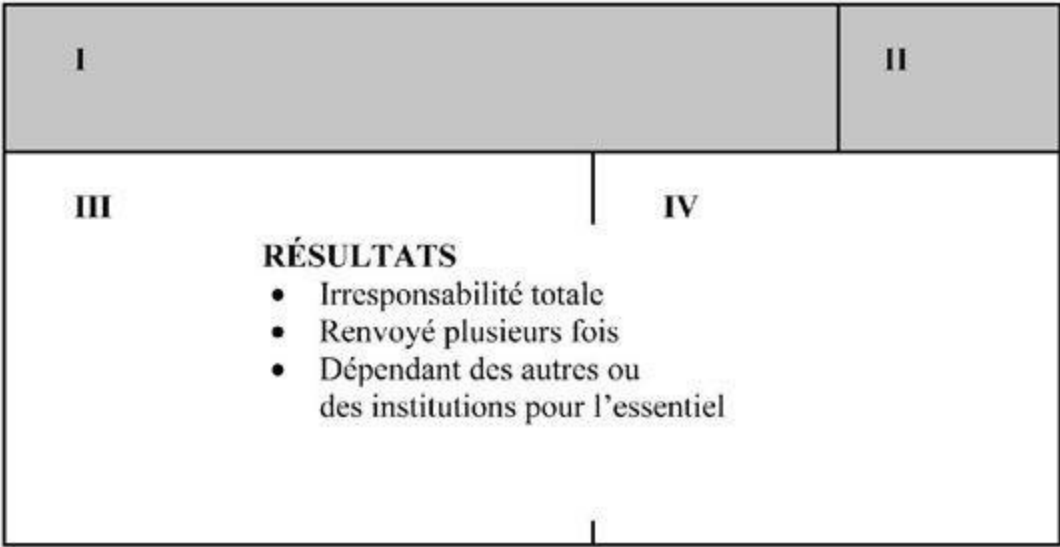 I
II
III
IV
RÉSULTATS
• Irresponsabilité totale
• Renvoyé plusieurs fois
• Dépendant des autres ou
des institutions pour l'essentiel